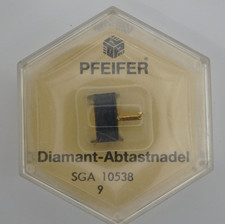 PFEIFER
Diamant-Abtastnadel
SGA 10538
9